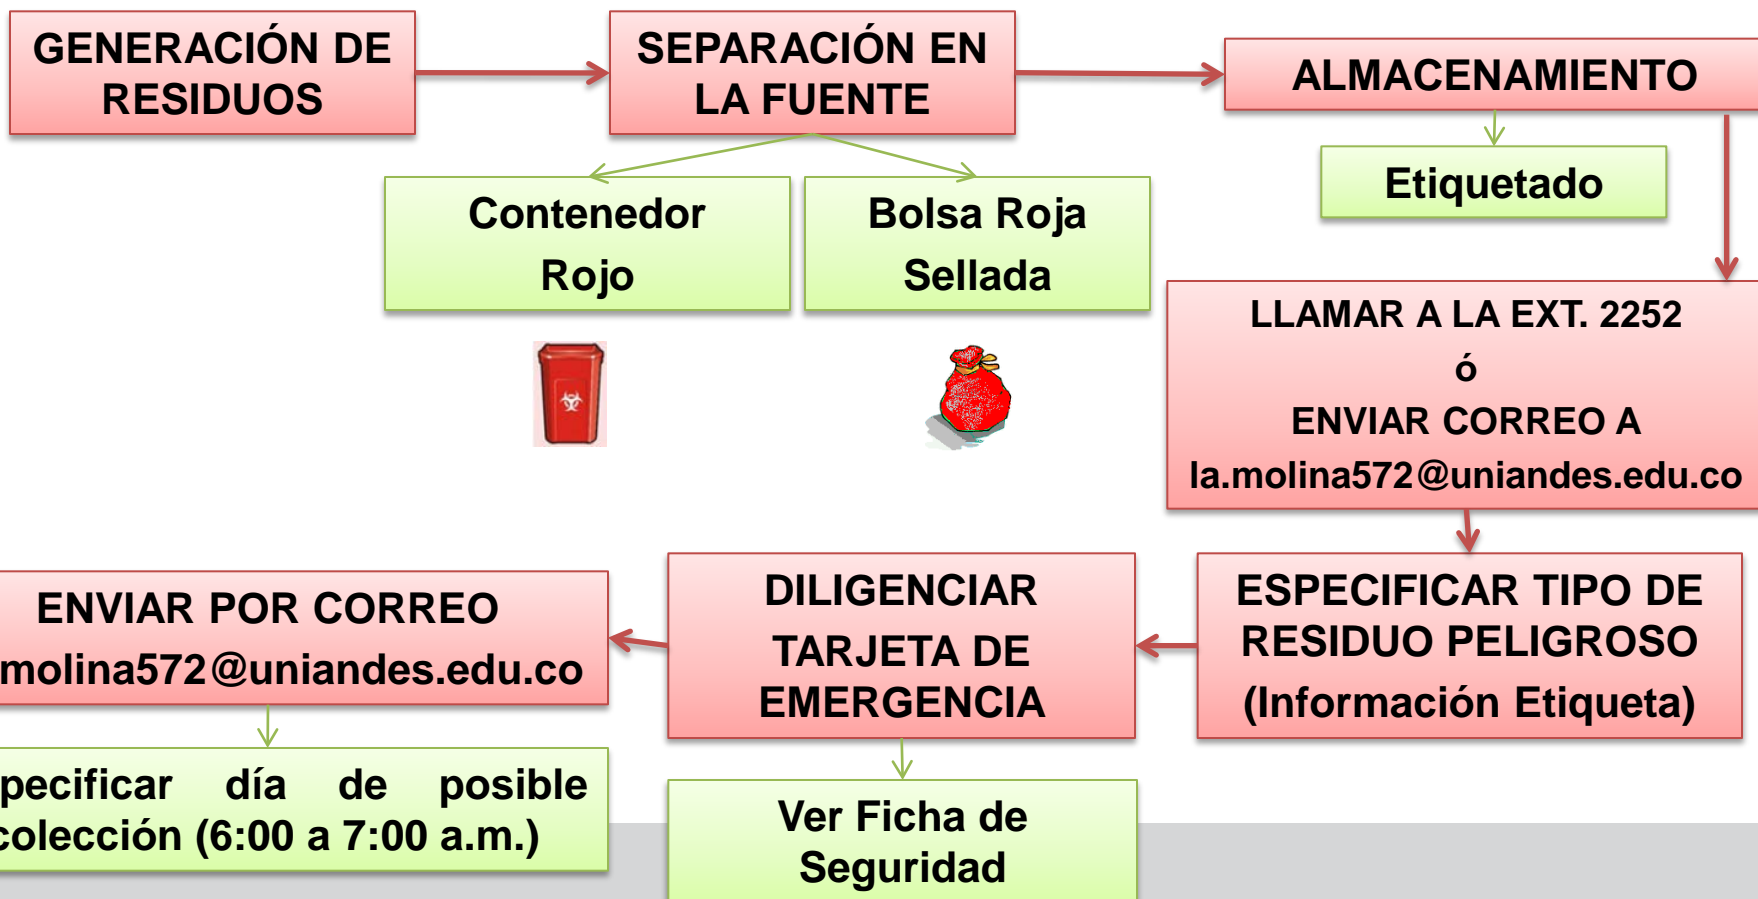 GENERACIÓN DE
RESIDUOS
SEPARACIÓN EN
LA FUENTE
ALMACENAMIENTO
Contenedor
Rojo
Bolsa Roja
Sellada
Etiquetado
LLAMAR A LA EXT. 2252
ó
ENVIAR CORREO A
la.molina572@uniandes.edu.co
ESPECIFICAR TIPO DE
RESIDUO PELIGROSO
(Información Etiqueta)
DILIGENCIAR
TARJETA DE
EMERGENCIA
Ver Ficha de
Seguridad
ENVIAR POR CORREO
molina572@uniandes.edu.co
pecificar día de posible
colección (6:00 a 7:00 a.m.)